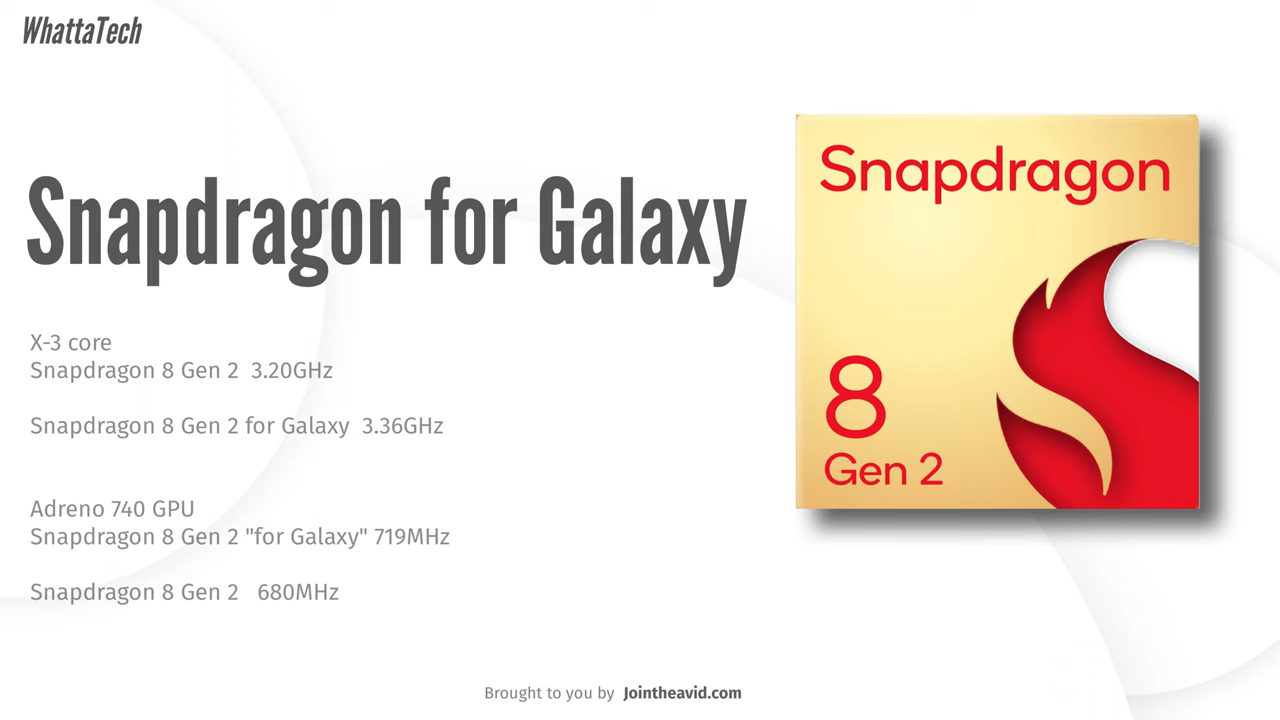 WhattaTech
Snapdragon for Galaxy
X-3 core
Snapdragon 8 Gen 2  3.20GHz
Snapdragon 8 Gen 2 for Galaxy  3.36GHz
Adreno 740 GPU
Snapdragon 8 Gen 2 "for Galaxy" 719MHz
Snapdragon 8 Gen 2   680MHz
Snapdragon
8
Gen 2
Brought to you by  Jointheavid.com